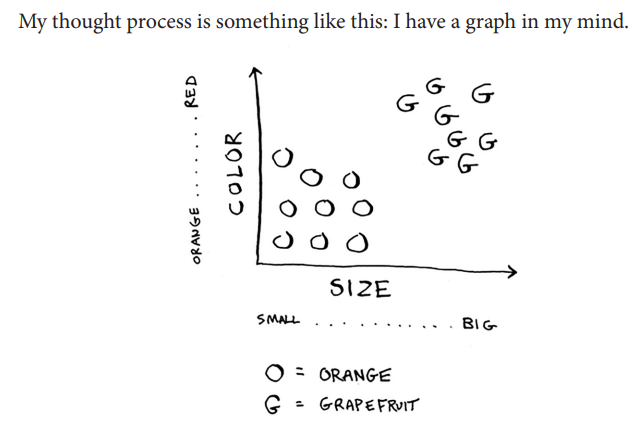 My thought process is something like this: I have a graph in my mind.
ORANGE ....... RED
COLOR
G G G
G
G G
G G
O
O O
O O O
O O O
SIZE
SMALL .......... BIG
O = ORANGE
G = GRAPEFRUIT